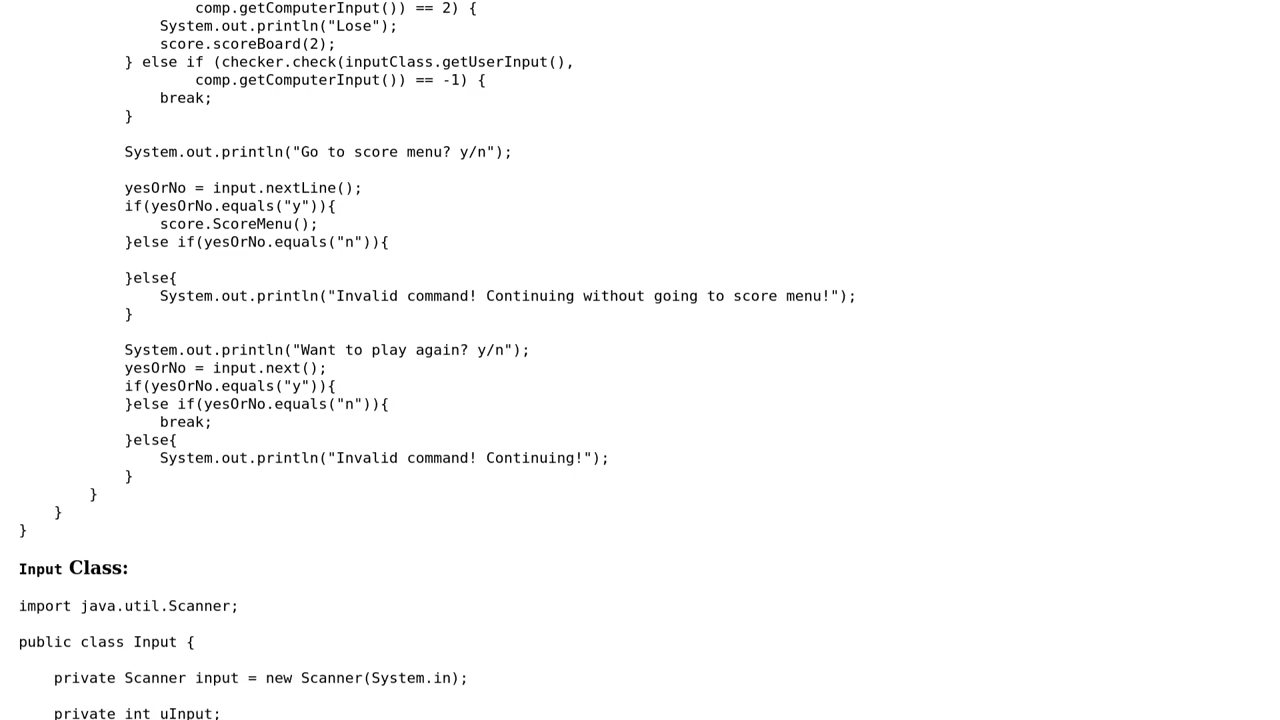 comp.getComputerInput()) == 2) {
System.out.println("Lose");
score.scoreBoard(2);
} else if (checker.check(inputClass.getUserInput(),
comp.getComputerInput()) == -1) {
break;
}
System.out.println("Go to score menu? y/n");
yesOrNo = input.nextLine();
if(yesOrNo.equals("y")){
score.ScoreMenu();
}else if(yesOrNo.equals("n")){
}else{
System.out.println("Invalid command! Continuing without going to score menu!");
}
System.out.println("Want to play again? y/n");
yesOrNo = input.next();
if(yesOrNo.equals("y")){
}else if(yesOrNo.equals("n")){
break;
}else{
System.out.println("Invalid command! Continuing!");
}
}
}
}
Input Class:
import java.util.Scanner;
public class Input {
private Scanner input = new Scanner(System.in);
private int uInput;